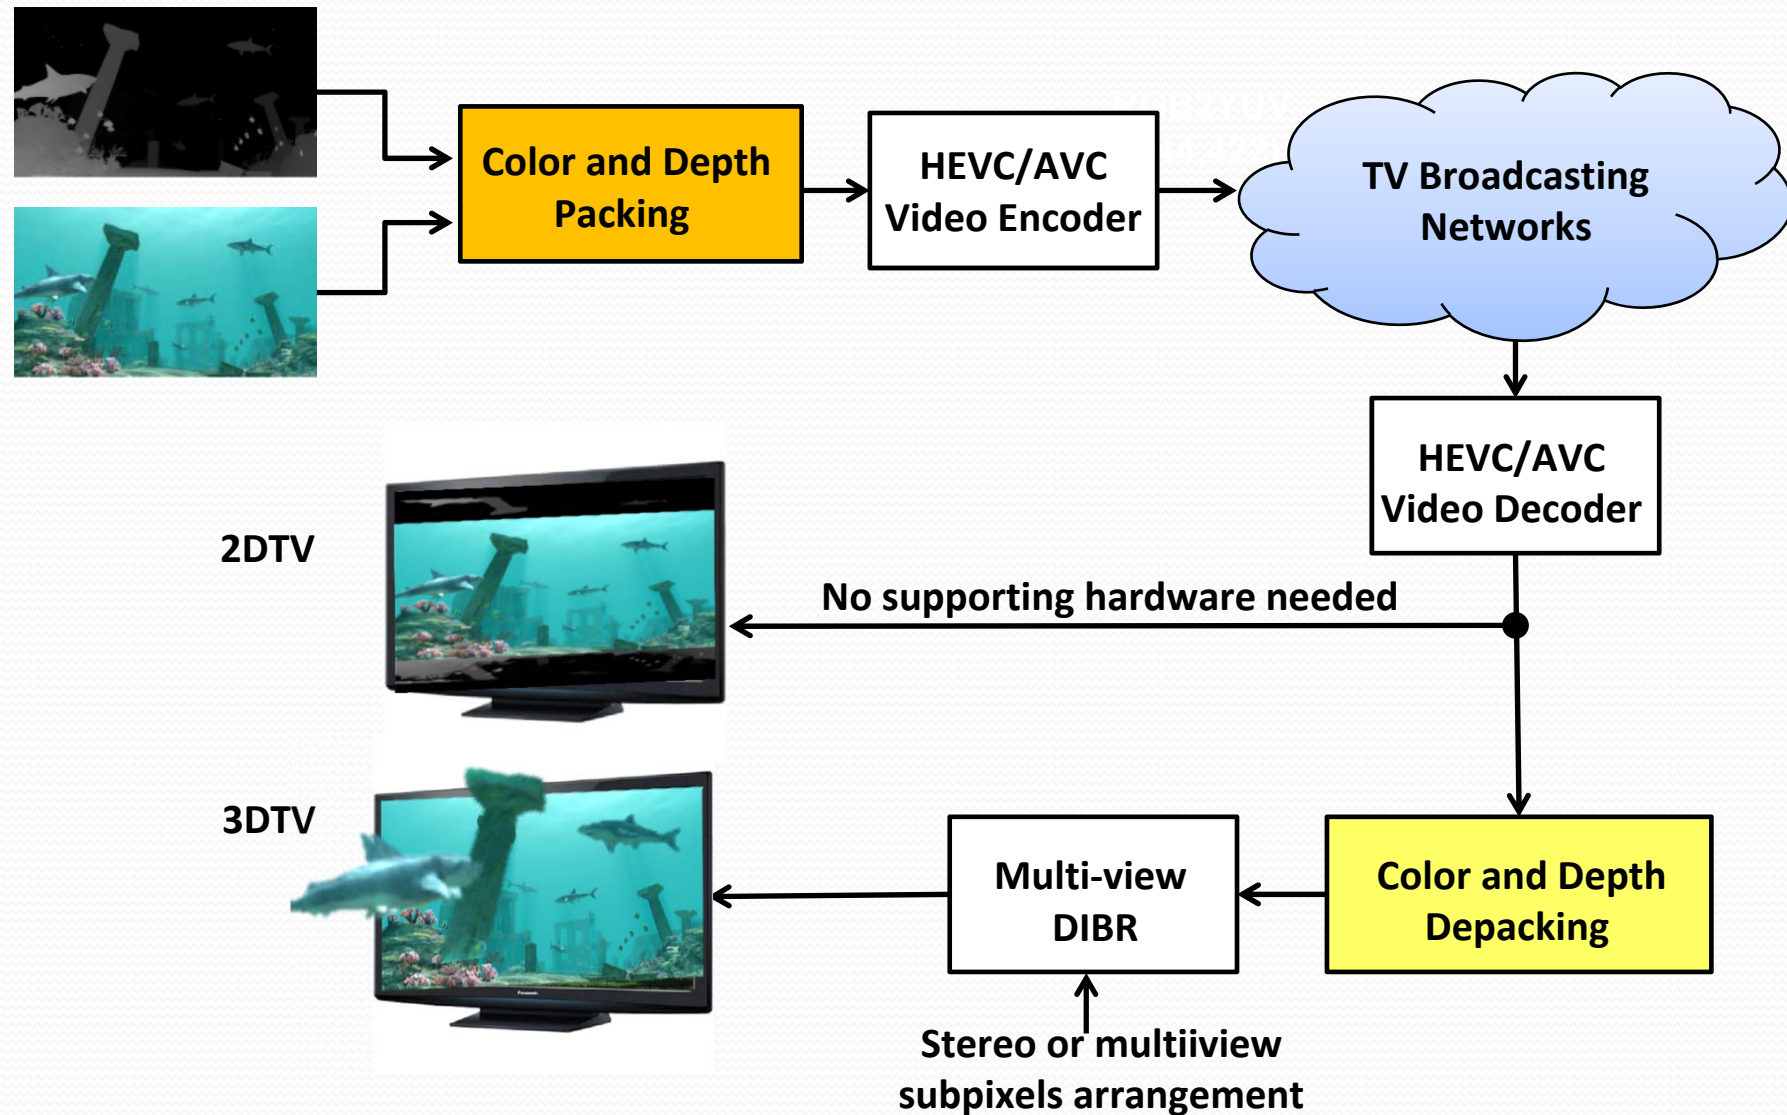 Color and Depth
Packing
HEVC/AVC
Video Encoder
TV Broadcasting
Networks
HEVC/AVC
Video Decoder
2DTV
No supporting hardware needed
3DTV
Multi-view
DIBR
Color and Depth
Depacking
Stereo or multiiview
subpixels arrangement
Panasonic